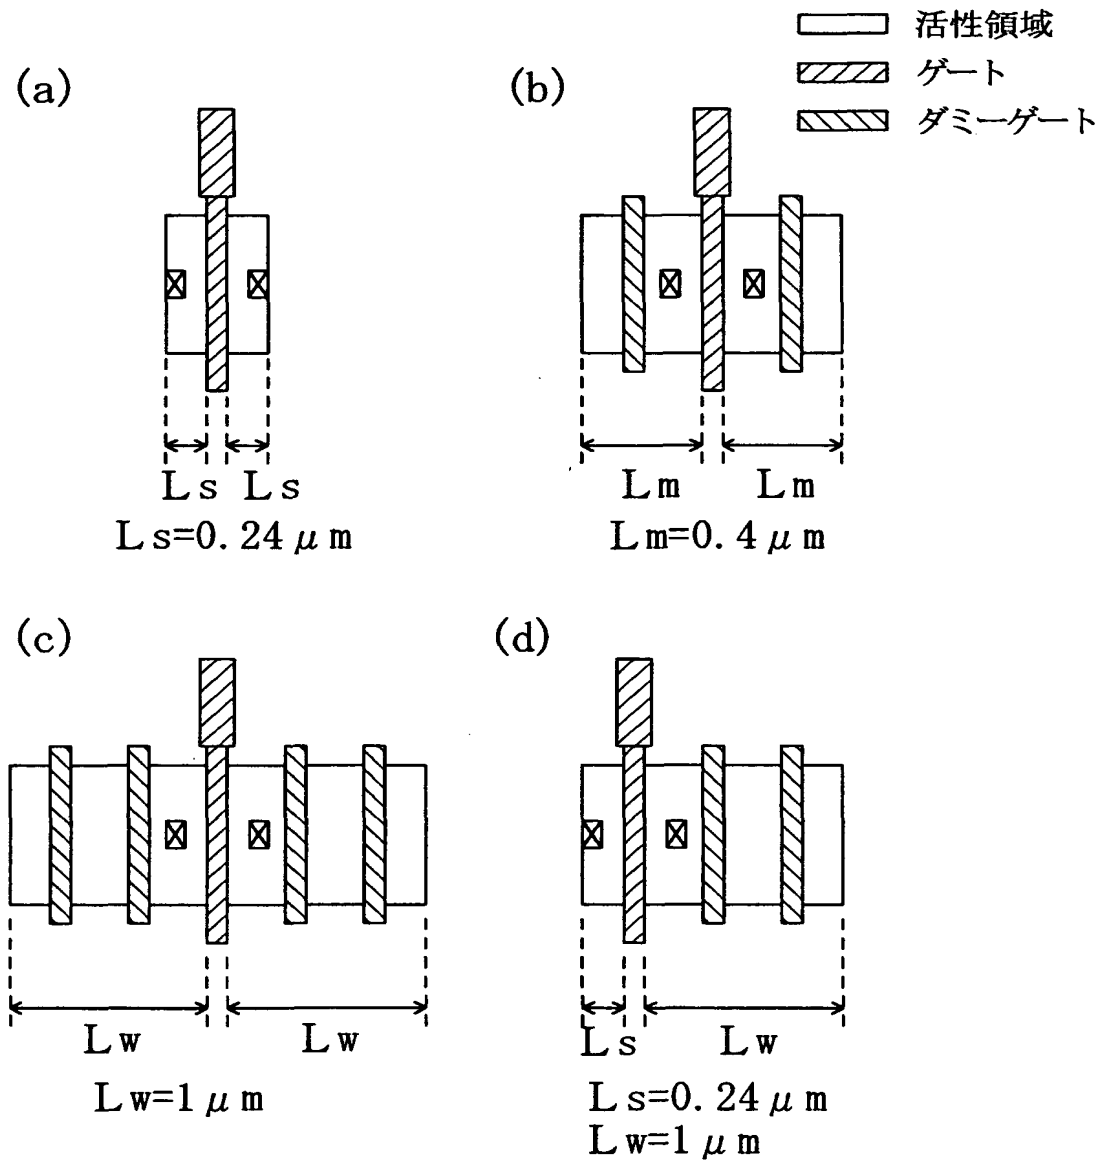 活性領域
ゲート
ダミーゲート
(a)
(b)
Ls Ls
Ls=0.24μm
Lm Lm
Lm=0.4μm
(c)
(d)
Lw Lw
Lw=1μm
Ls Lw
Ls=0.24μm
Lw=1μm